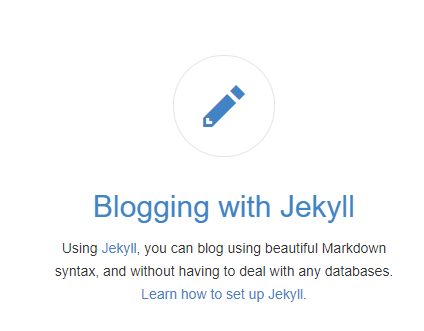 Blogging with Jekyll
Using Jekyll, you can blog using beautiful Markdown
syntax, and without having to deal with any databases.
Learn how to set up Jekyll.